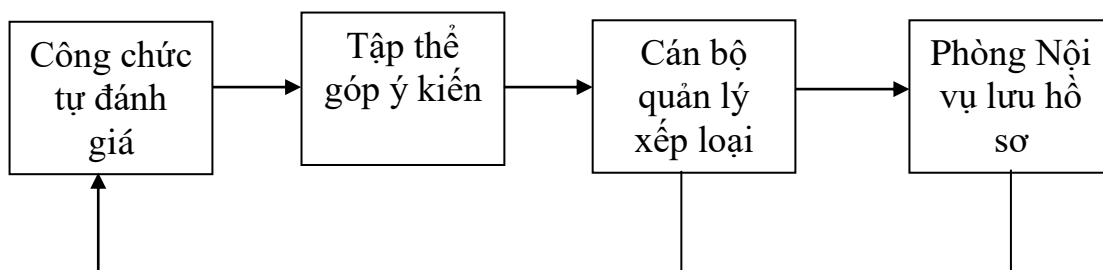 Công chức
tự đánh
giá
Tập thể
góp ý kiến
Cán bộ
quản lý
xếp loại
Phòng Nội
vụ lưu hồ
sơ